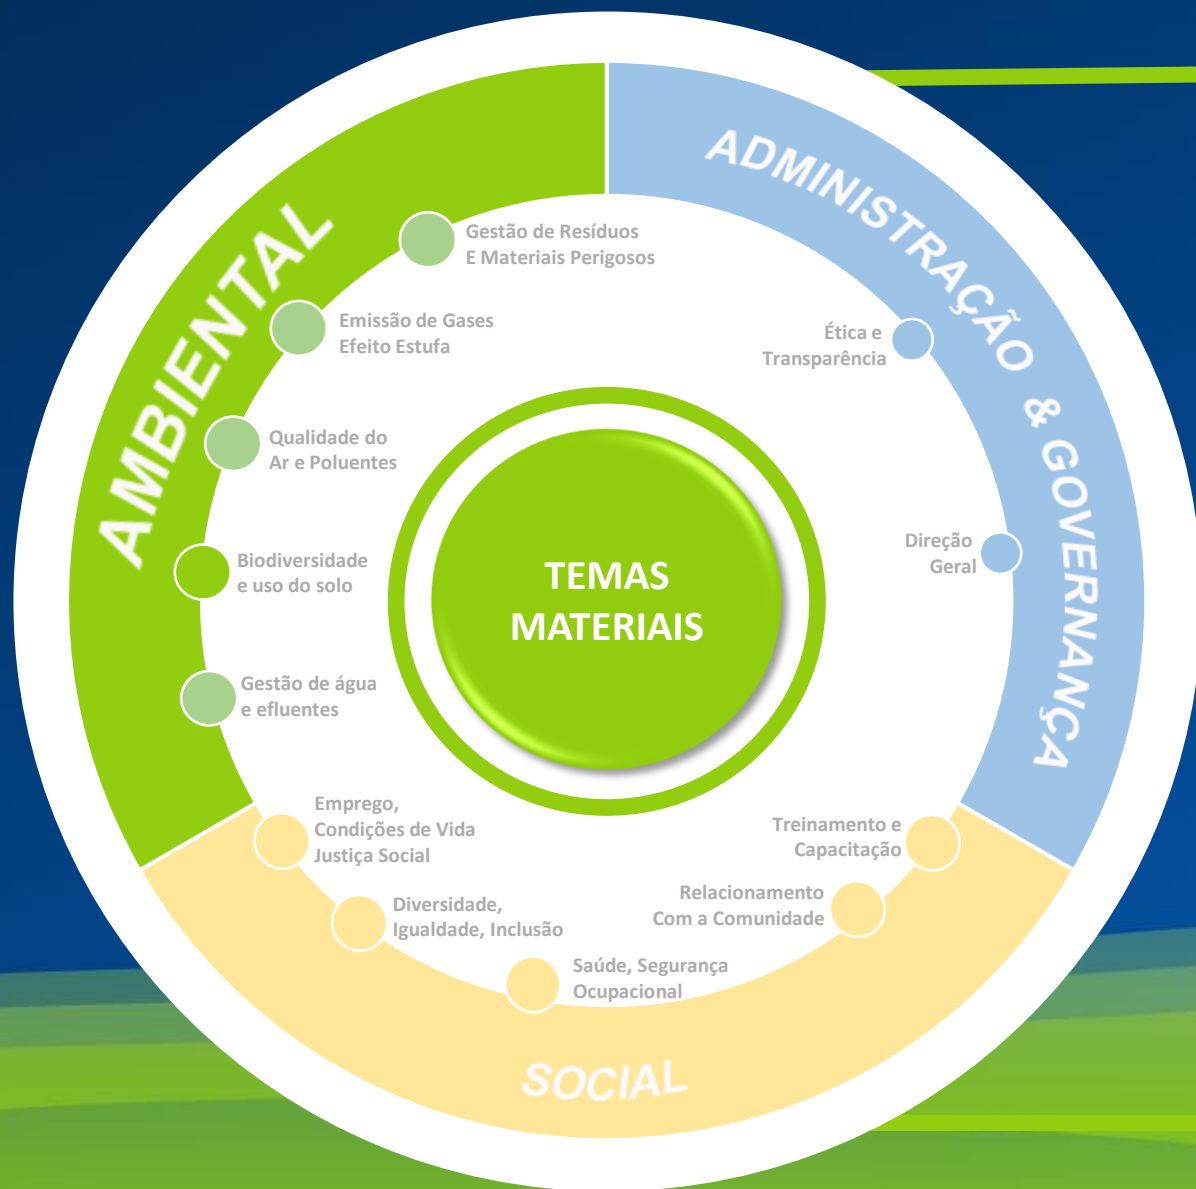 AMBIENTAL
Gestão de Resíduos
E Materiais Perigosos
Emissão de Gases
Efeito Estufa
Qualidade do
Ar e Poluentes
Biodiversidade
e uso do solo
Gestão de água
e efluentes
ADMINISTRAÇÃO & GOVERNANÇA
Ética e
Transparência
Direção
Geral
TEMAS
MATERIAIS
Emprego,
Condições de Vida
Justiça Social
Diversidade,
Igualdade, Inclusão
Saúde, Segurança
Ocupacional
Relacionamento
Com a Comunidade
Treinamento e
Capacitação
SOCIAL